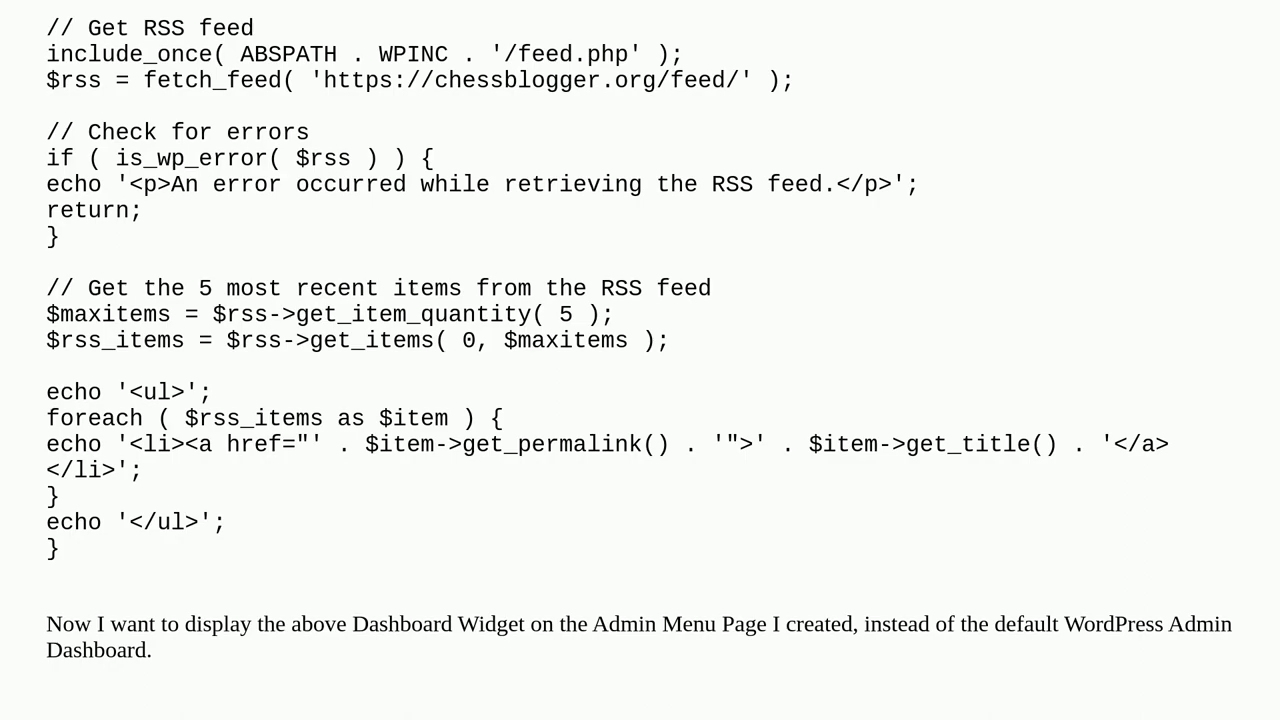 // Get RSS feed
include_once( ABSPATH . WPINC . '/feed.php' );
$rss = fetch_feed( 'https://chessblogger.org/feed/' );
// Check for errors
if ( is_wp_error( $rss ) ) {
echo '<p>An error occurred while retrieving the RSS feed.</p>';
return;
}
// Get the 5 most recent items from the RSS feed
$maxitems = $rss->get_item_quantity( 5 );
$rss_items = $rss->get_items( 0, $maxitems );
echo '<ul>';
foreach ( $rss_items as $item ) {
echo '<li><a href="' . $item->get_permalink() . '">' . $item->get_title() . '</a>
</li>';
}
echo '</ul>';
}
Now I want to display the above Dashboard Widget on the Admin Menu Page I created, instead of the default WordPress Admin
Dashboard.